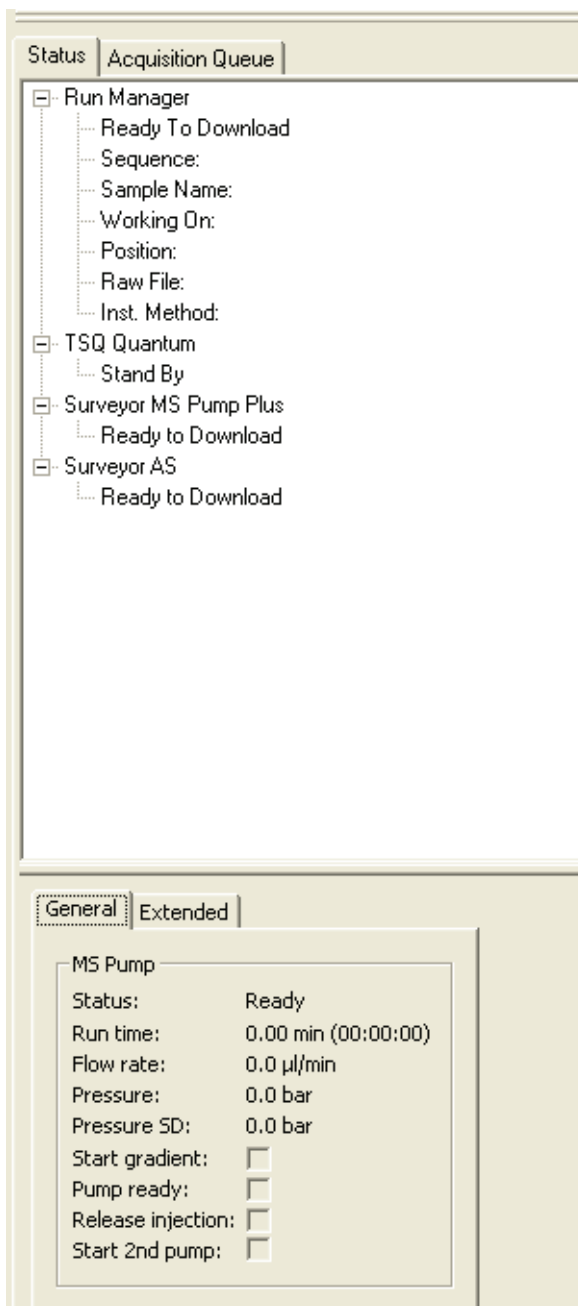 Status Acquisition Queue
Run Manager
Ready To Download
Sequence:
Sample Name:
Working On:
Position:
Raw File:
Inst. Method:
TSQ Quantum
Stand By
Surveyor MS Pump Plus
Ready to Download
Surveyor AS
Ready to Download
General Extended
MS Pump
Status: Ready
Run time: 0.00 min (00:00:00)
Flow rate: 0.0 µl/min
Pressure: 0.0 bar
Pressure SD: 0.0 bar
Start gradient:
Pump ready:
Release injection:
Start 2nd pump: